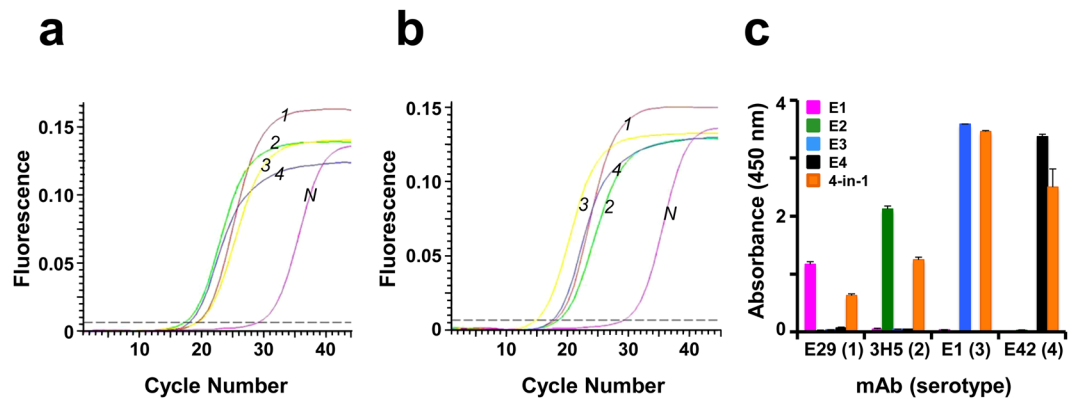 a
Fluorescence
0.15
0.10
0.05
0
1
2
3
4
N
10
20
30
40
Cycle Number
b
Fluorescence
0.15
0.10
0.05
0
1
4
3
2
N
10
20
30
40
Cycle Number
c
Absorbance (450 nm)
4
2
0
E1
E2
E3
E4
4-in-1
E29 (1) 3H5 (2) E1 (3) E42 (4)
mAb (serotype)